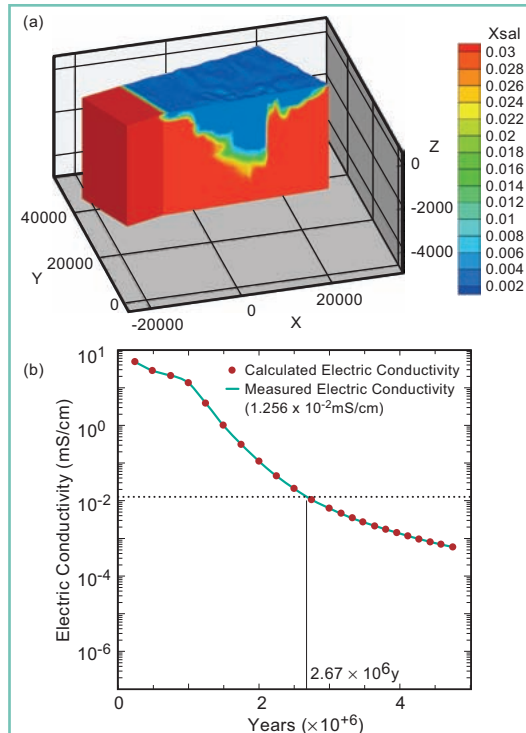 (a)
Xsal
0.03
0.028
0.026
0.024
0.022
0.02
0.018
0.016
0.014
0.012
0.01
0.008
0.006
0.004
0.002
Z
0
-2000
-4000
40000
20000
0
Y
-20000
0
20000
X
(b)
Calculated Electric Conductivity
Measured Electric Conductivity
(1.256 x 10⁻²mS/cm)
Electric Conductivity (mS/cm)
10¹
10⁰
10⁻²
10⁻⁴
10⁻⁶
2.67 × 10⁶y
0
2
4
Years (×10⁺⁶)